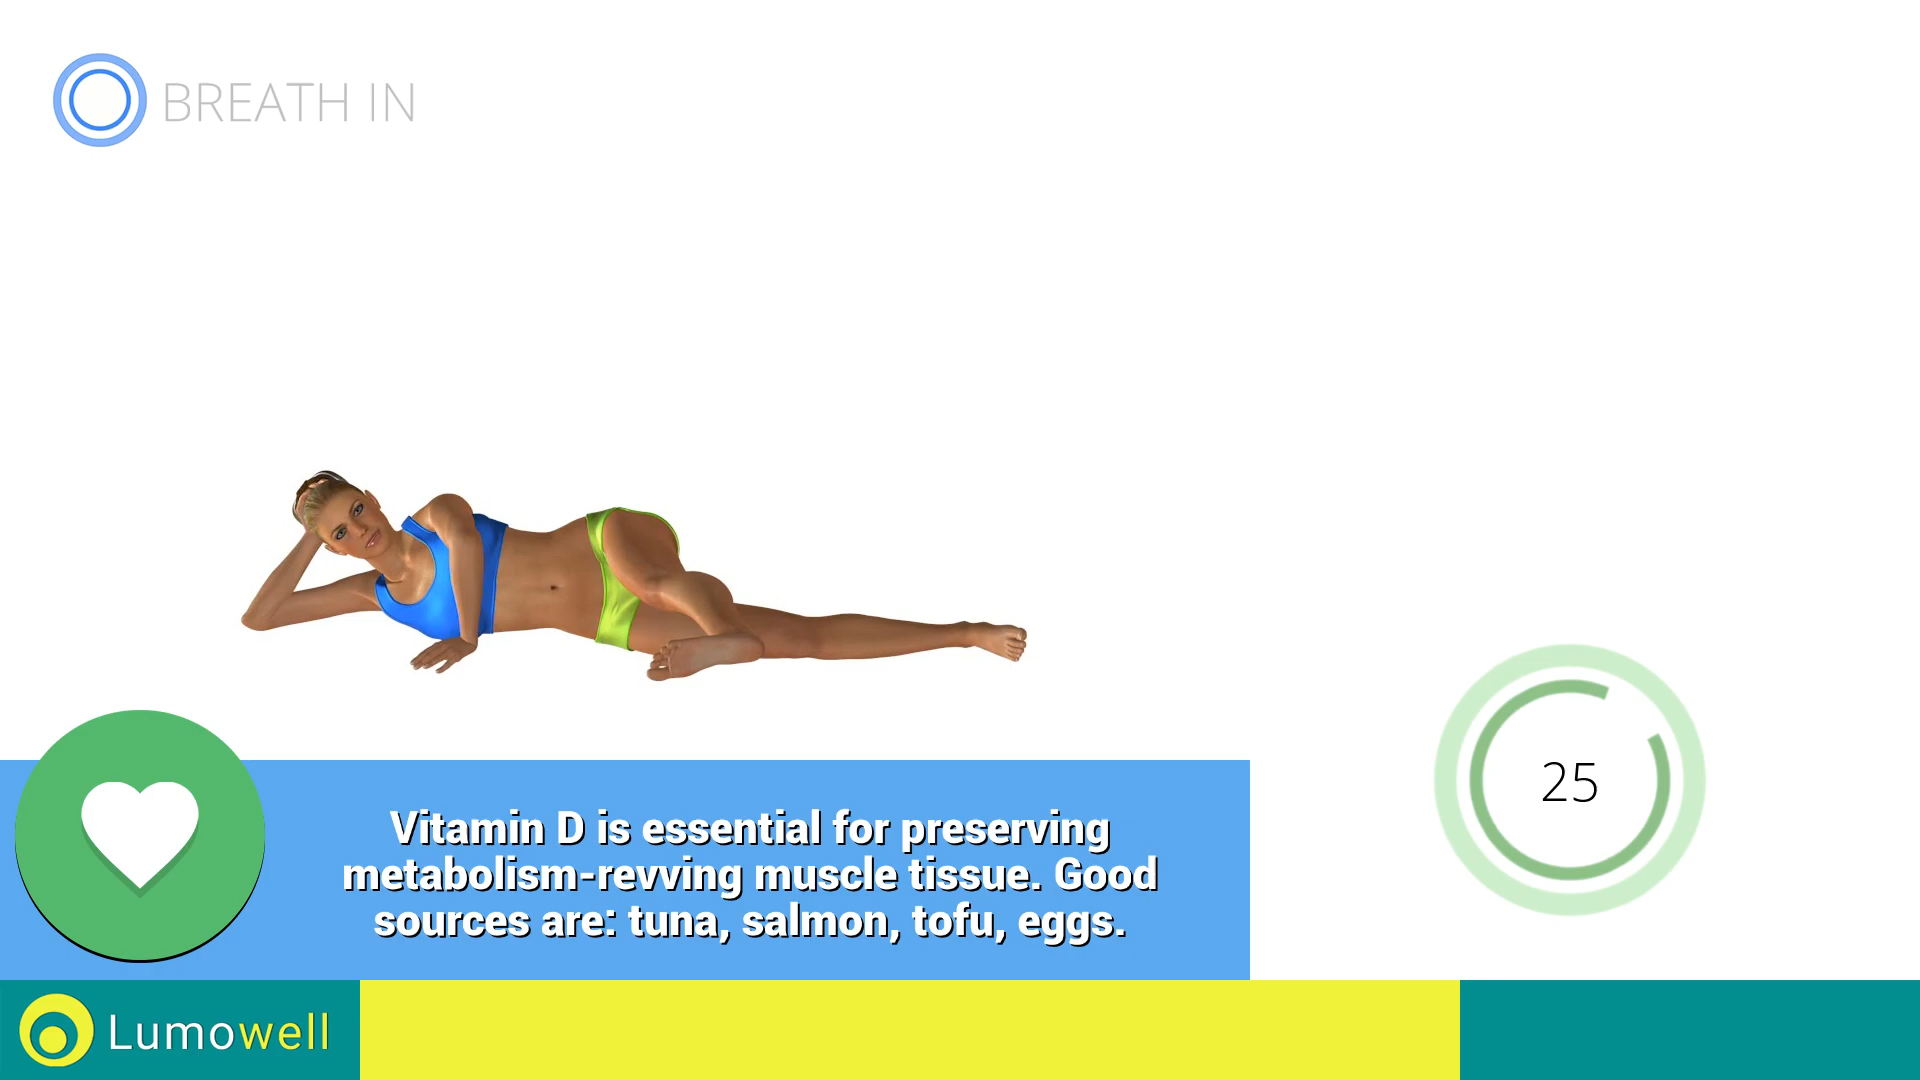 BREATH IN
25
Vitamin D is essential for preserving
metabolism-revving muscle tissue. Good
sources are: tuna, salmon, tofu, eggs.
Lumowell